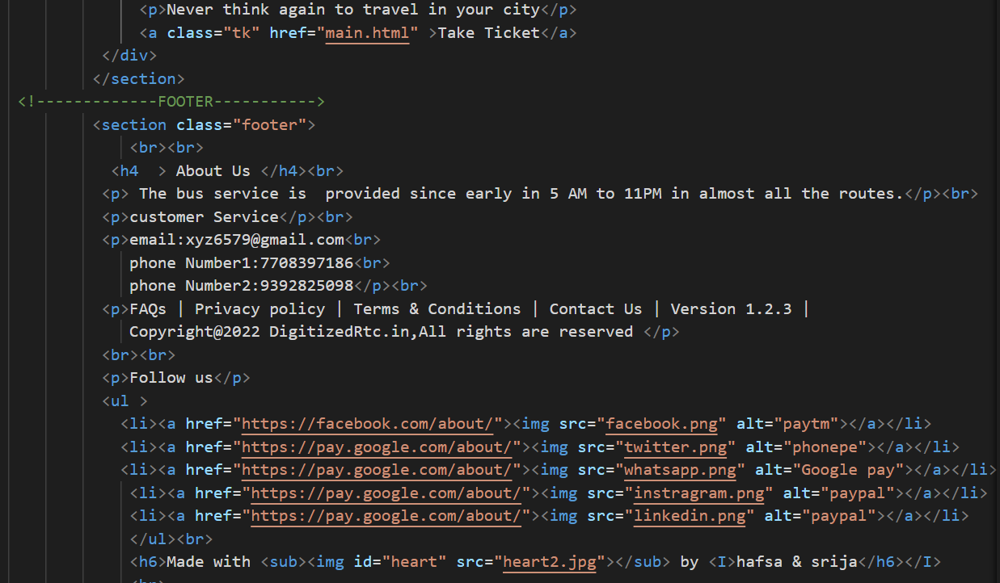 <p>Never think again to travel in your city</p>
<a class="tk" href="main.html" >Take Ticket</a>
</div>
</section>
<!-------------FOOTER----------->
<section class="footer">
<br><br>
<h4  > About Us </h4><br>
<p> The bus service is  provided since early in 5 AM to 11PM in almost all the routes.</p><br>
<p>customer Service</p><br>
<p>email:xyz6579@gmail.com<br>
phone Number1:7708397186<br>
phone Number2:9392825098</p><br>
<p>FAQs | Privacy policy | Terms & Conditions | Contact Us | Version 1.2.3 |
Copyright@2022 DigitizedRtc.in,All rights are reserved </p>
<br><br>
<p>Follow us</p>
<ul >
<li><a href="https://facebook.com/about/"><img src="facebook.png" alt="paytm"></a></li>
<li><a href="https://pay.google.com/about/"><img src="twitter.png" alt="phonepe"></a></li>
<li><a href="https://pay.google.com/about/"><img src="whatsapp.png" alt="Google pay"></a></li>
<li><a href="https://pay.google.com/about/"><img src="instragram.png" alt="paypal"></a></li>
<li><a href="https://pay.google.com/about/"><img src="linkedin.png" alt="paypal"></a></li>
</ul><br>
<h6>Made with <sub><img id="heart" src="heart2.jpg"></sub> by <I>hafsa & srija</h6></I>